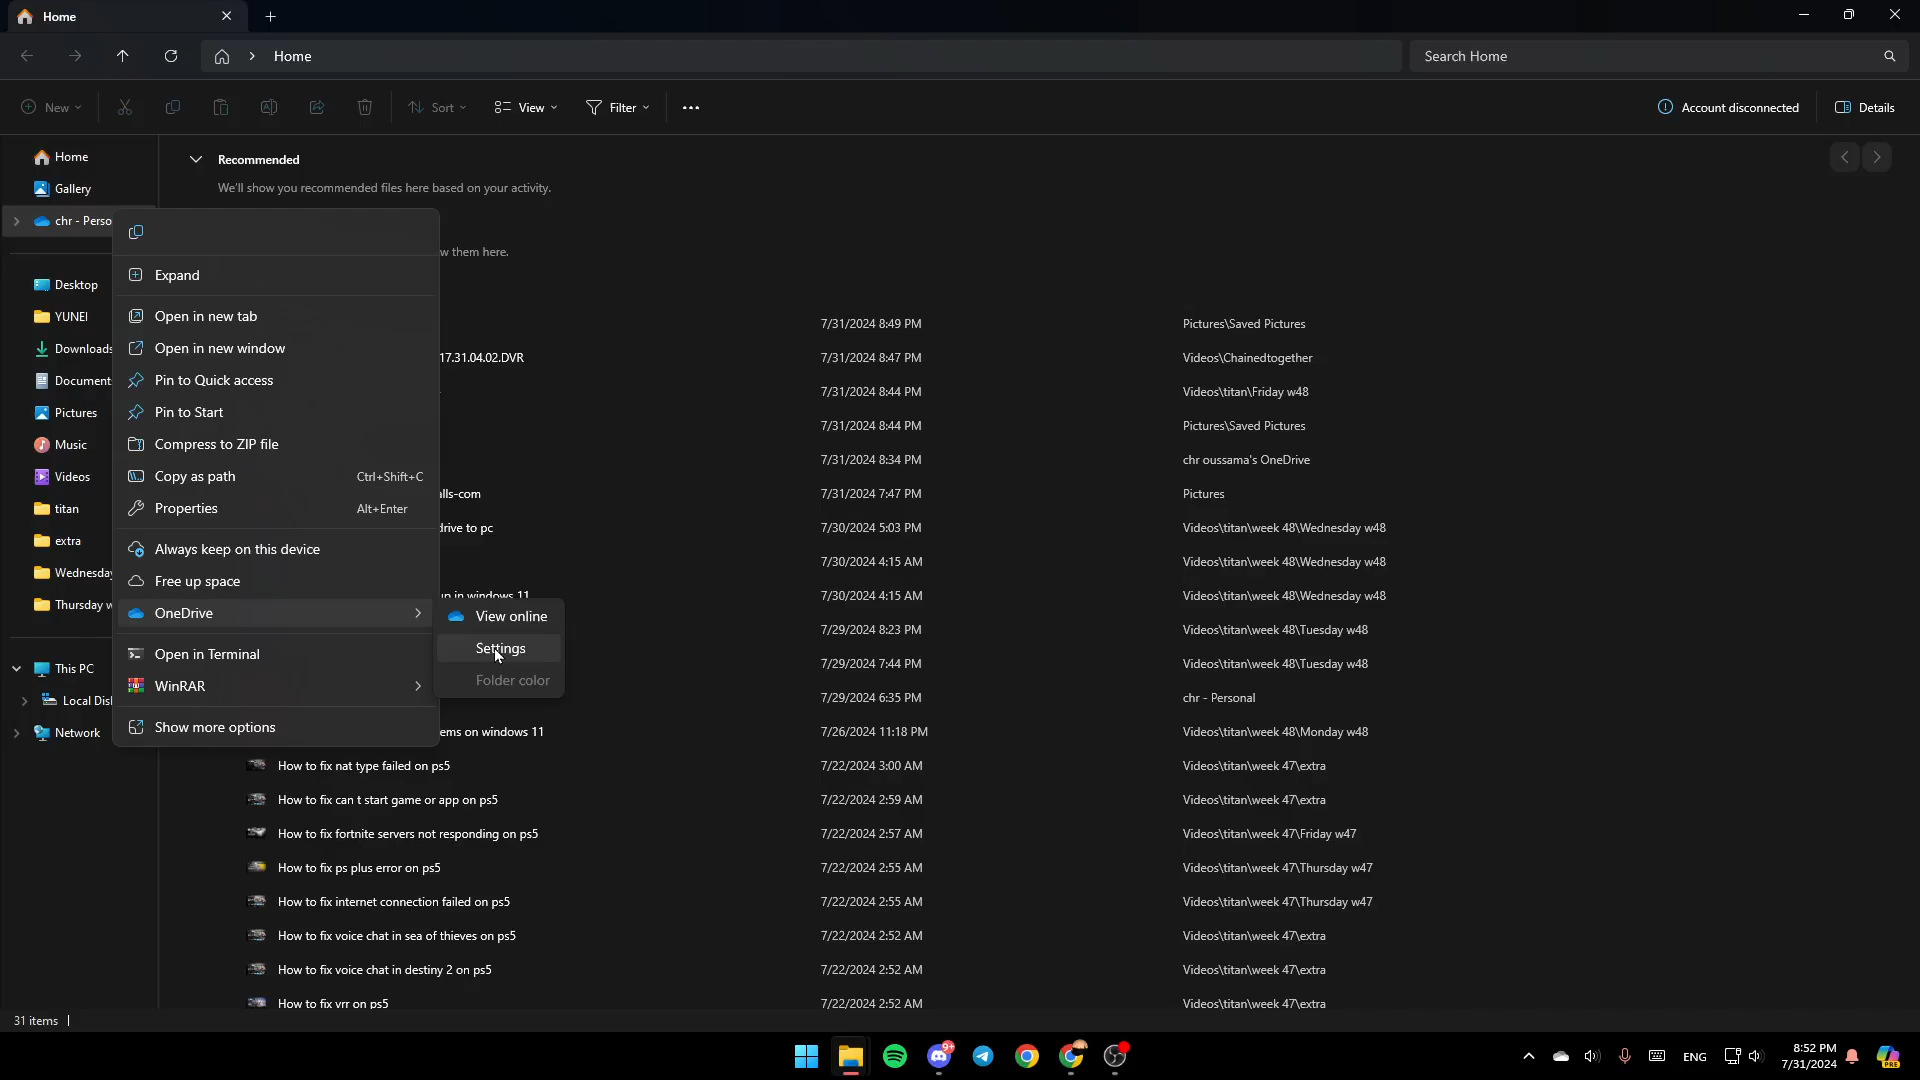 Home
Home
Search Home
New
Sort
View
Filter
Account disconnected
Details
Home
Gallery
chr - Perso
Desktop
YUNEI
Downloads
Document
Pictures
Music
Videos
titan
extra
Wednesday
Thursday w
This PC
Local Dis
Network
Recommended
We'll show you recommended files here based on your activity.
w them here.
Expand
Open in new tab
Open in new window
Pin to Quick access
Pin to Start
Compress to ZIP file
Copy as path Ctrl+Shift+C
Properties Alt+Enter
Always keep on this device
Free up space
OneDrive
Open in Terminal
WinRAR
Show more options
View online
Settings
Folder color
7/31/2024 8:49 PM Pictures\Saved Pictures
17.31.04.02.DVR 7/31/2024 8:47 PM Videos\Chainedtogether
7/31/2024 8:44 PM Videos\titan\Friday w48
7/31/2024 8:44 PM Pictures\Saved Pictures
7/31/2024 8:34 PM chr oussama's OneDrive
lls-com 7/31/2024 7:47 PM Pictures
drive to pc 7/30/2024 5:03 PM Videos\titan\week 48\Wednesday w48
7/30/2024 4:15 AM Videos\titan\week 48\Wednesday w48
in windows 11 7/30/2024 4:15 AM Videos\titan\week 48\Wednesday w48
7/29/2024 8:23 PM Videos\titan\week 48\Tuesday w48
7/29/2024 7:44 PM Videos\titan\week 48\Tuesday w48
7/29/2024 6:35 PM chr - Personal
ems on windows 11 7/26/2024 11:18 PM Videos\titan\week 48\Monday w48
How to fix nat type failed on ps5 7/22/2024 3:00 AM Videos\titan\week 47\extra
How to fix can t start game or app on ps5 7/22/2024 2:59 AM Videos\titan\week 47\extra
How to fix fortnite servers not responding on ps5 7/22/2024 2:57 AM Videos\titan\week 47\Friday w47
How to fix ps plus error on ps5 7/22/2024 2:55 AM Videos\titan\week 47\Thursday w47
How to fix internet connection failed on ps5 7/22/2024 2:55 AM Videos\titan\week 47\Thursday w47
How to fix voice chat in sea of thieves on ps5 7/22/2024 2:52 AM Videos\titan\week 47\extra
How to fix voice chat in destiny 2 on ps5 7/22/2024 2:52 AM Videos\titan\week 47\extra
How to fix vrr on ps5 7/22/2024 2:52 AM Videos\titan\week 47\extra
31 items
9+
ENG
8:52 PM
7/31/2024
PRE